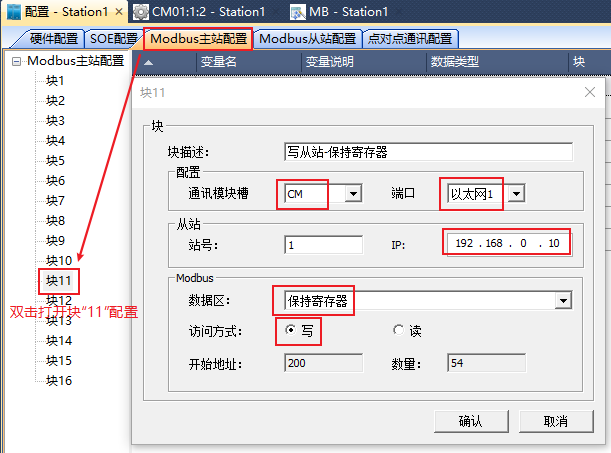 配置 - Station1 × CM01:1:2 - Station1 MB - Station1
硬件配置 SOE配置 Modbus主站配置 Modbus从站配置 点对点通讯配置
Modbus主站配置
变量名 变量说明 数据类型 块
块1
块2
块3
块4
块5
块6
块7
块8
块9
块10
块11
双击打开块“11”配置
块12
块13
块14
块15
块16
块11
块
块描述: 写从站-保持寄存器
配置
通讯模块槽 CM 端口 以太网1
从站
站号: 1 IP: 192 . 168 . 0 . 10
Modbus
数据区: 保持寄存器
访问方式: 写 读
开始地址: 200 数量: 54
确认 取消